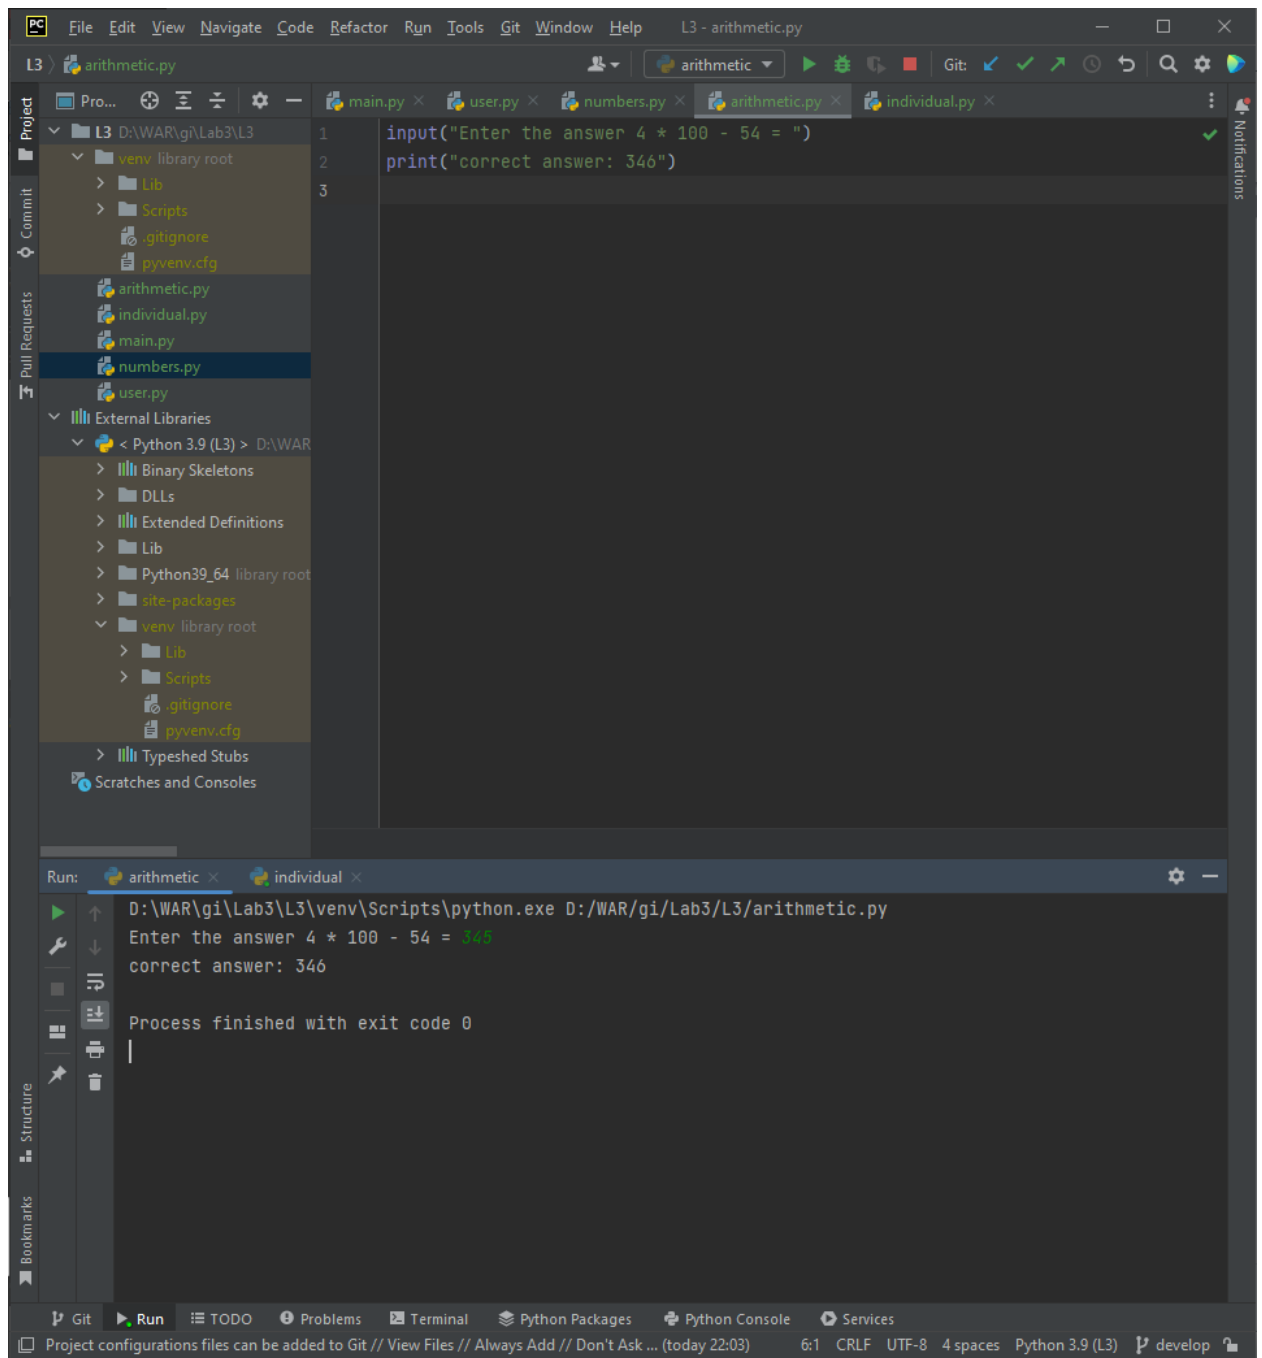 PC File Edit View Navigate Code Refactor Run Tools Git Window Help L3 - arithmetic.py
L3 arithmetic.py arithmetic Git:
Project
Commit
Pull Requests
Pro...
L3 D:\WAR\gi\Lab3\L3
venv library root
Lib
Scripts
.gitignore
pyvenv.cfg
arithmetic.py
individual.py
main.py
numbers.py
user.py
External Libraries
< Python 3.9 (L3) > D:\WAR
Binary Skeletons
DLLs
Extended Definitions
Lib
Python39_64 library root
site-packages
venv library root
Lib
Scripts
.gitignore
pyvenv.cfg
Typeshed Stubs
Scratches and Consoles
main.py user.py numbers.py arithmetic.py individual.py
1 input("Enter the answer 4 * 100 - 54 = ")
2 print("correct answer: 346")
3
Notifications
Run: arithmetic individual
D:\WAR\gi\Lab3\L3\venv\Scripts\python.exe D:/WAR/gi/Lab3/L3/arithmetic.py
Enter the answer 4 * 100 - 54 = 345
correct answer: 346
Process finished with exit code 0
Structure
Bookmarks
Git Run TODO Problems Terminal Python Packages Python Console Services
Project configurations files can be added to Git // View Files // Always Add // Don't Ask ... (today 22:03) 6:1 CRLF UTF-8 4 spaces Python 3.9 (L3) develop